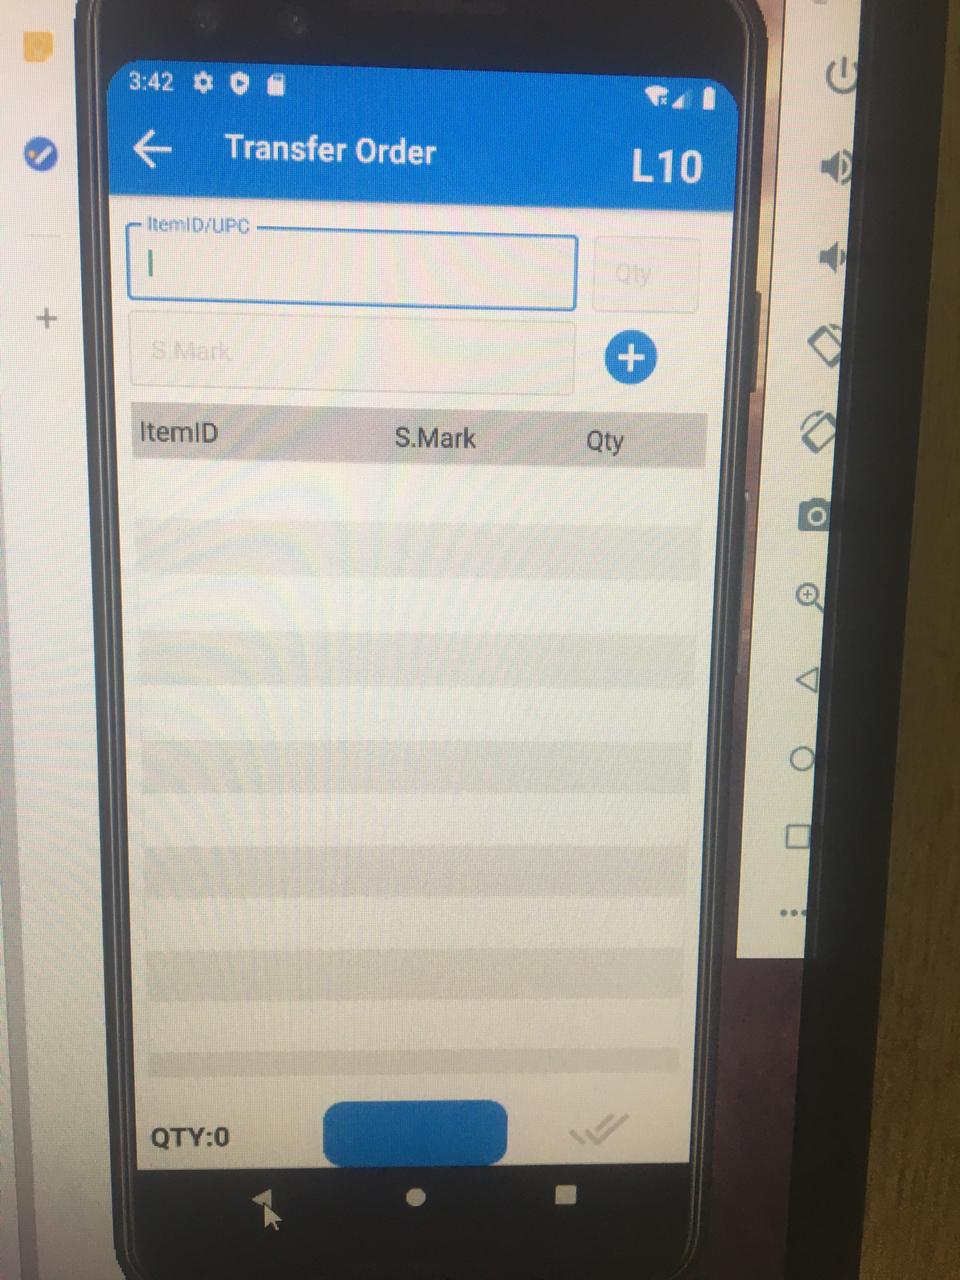 3:42
Transfer Order
L10
ItemID/UPC
Qty
S.Mark
ItemID S.Mark Qty
QTY:0